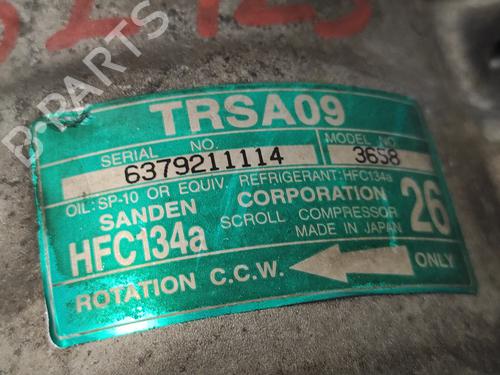 B-PARTS
TRSA09
SERIAL NO. MODEL NO.
6379211114 3658
OIL: SP-10 OR EQUIV. REFRIGERANT: HFC134a
SANDEN CORPORATION 26
HFC134a SCROLL COMPRESSOR
MADE IN JAPAN
ROTATION C.C.W. ONLY